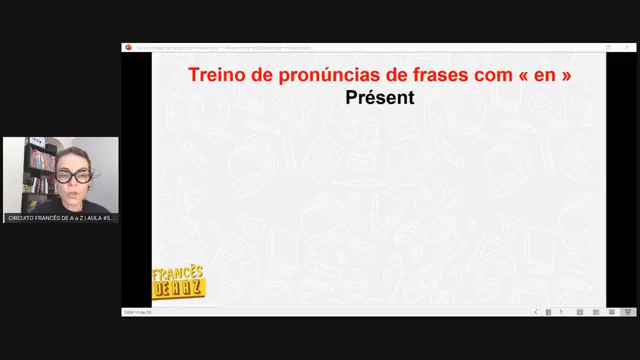 Treino de pronúncias de frases com « en »
Présent
CIRCUITO FRANCÊS DE A a Z | AULA #5...
FRANCÊS
DE A A Z